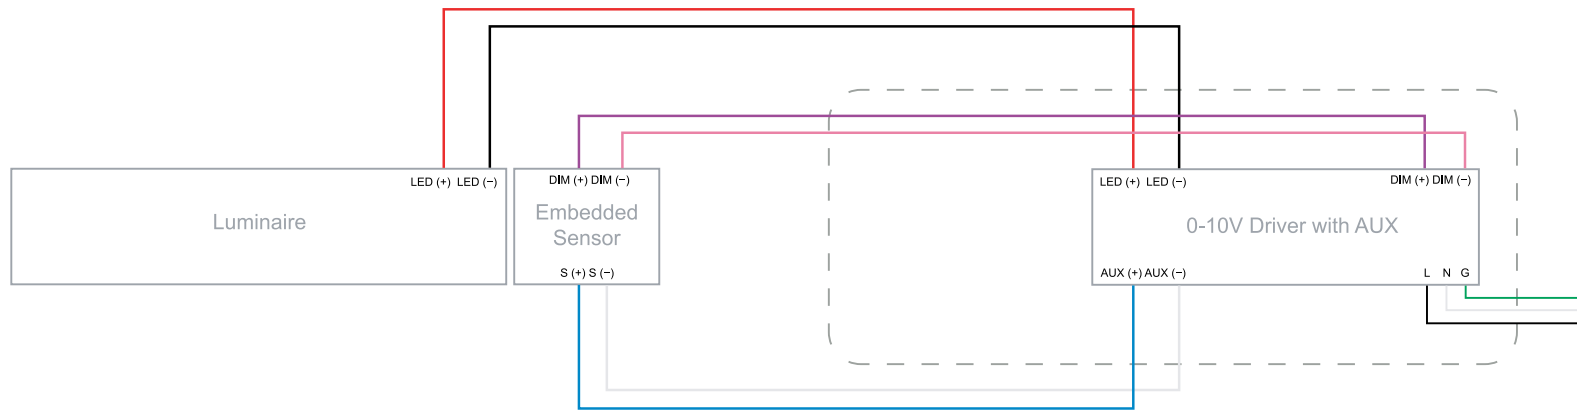 LED (+) LED (−)
Luminaire
DIM (+) DIM (−)
Embedded
Sensor
S (+) S (−)
LED (+) LED (−)
DIM (+) DIM (−)
0-10V Driver with AUX
AUX (+) AUX (−)
L N G